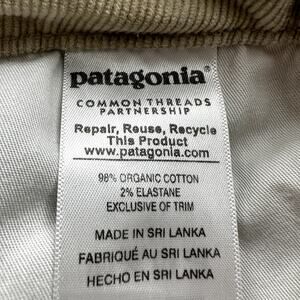 patagonia®
COMMON THREADS
PARTNERSHIP
Repair, Reuse, Recycle
This Product
www.patagonia.com
98% ORGANIC COTTON
2% ELASTANE
EXCLUSIVE OF TRIM
MADE IN SRI LANKA
FABRIQUÉ AU SRI LANKA
HECHO EN SRI LANKA